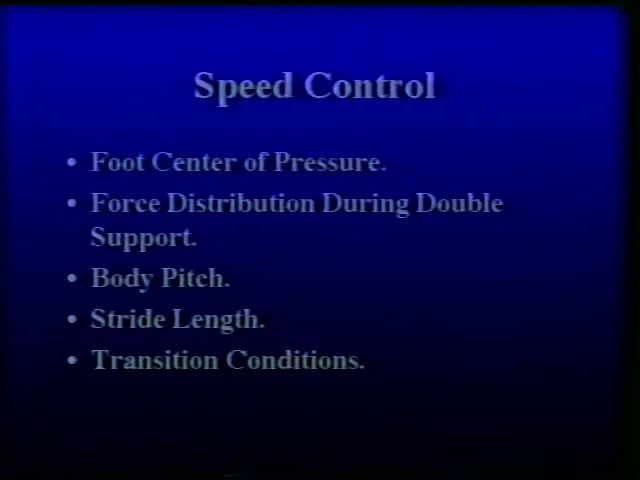 Speed Control
• Foot Center of Pressure.
• Force Distribution During Double
Support.
• Body Pitch.
• Stride Length.
• Transition Conditions.